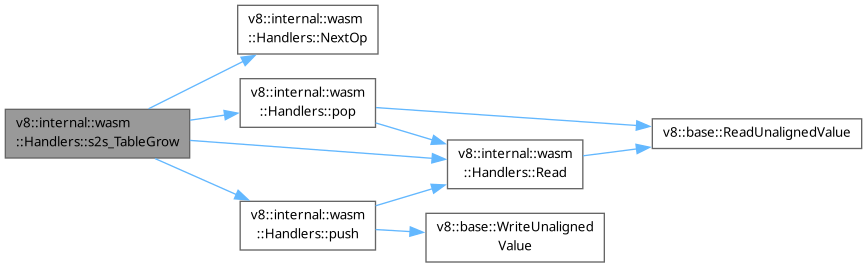 v8::internal::wasm
::Handlers::s2s_TableGrow
v8::internal::wasm
::Handlers::NextOp
v8::internal::wasm
::Handlers::pop
v8::internal::wasm
::Handlers::push
v8::internal::wasm
::Handlers::Read
v8::base::WriteUnaligned
Value
v8::base::ReadUnalignedValue